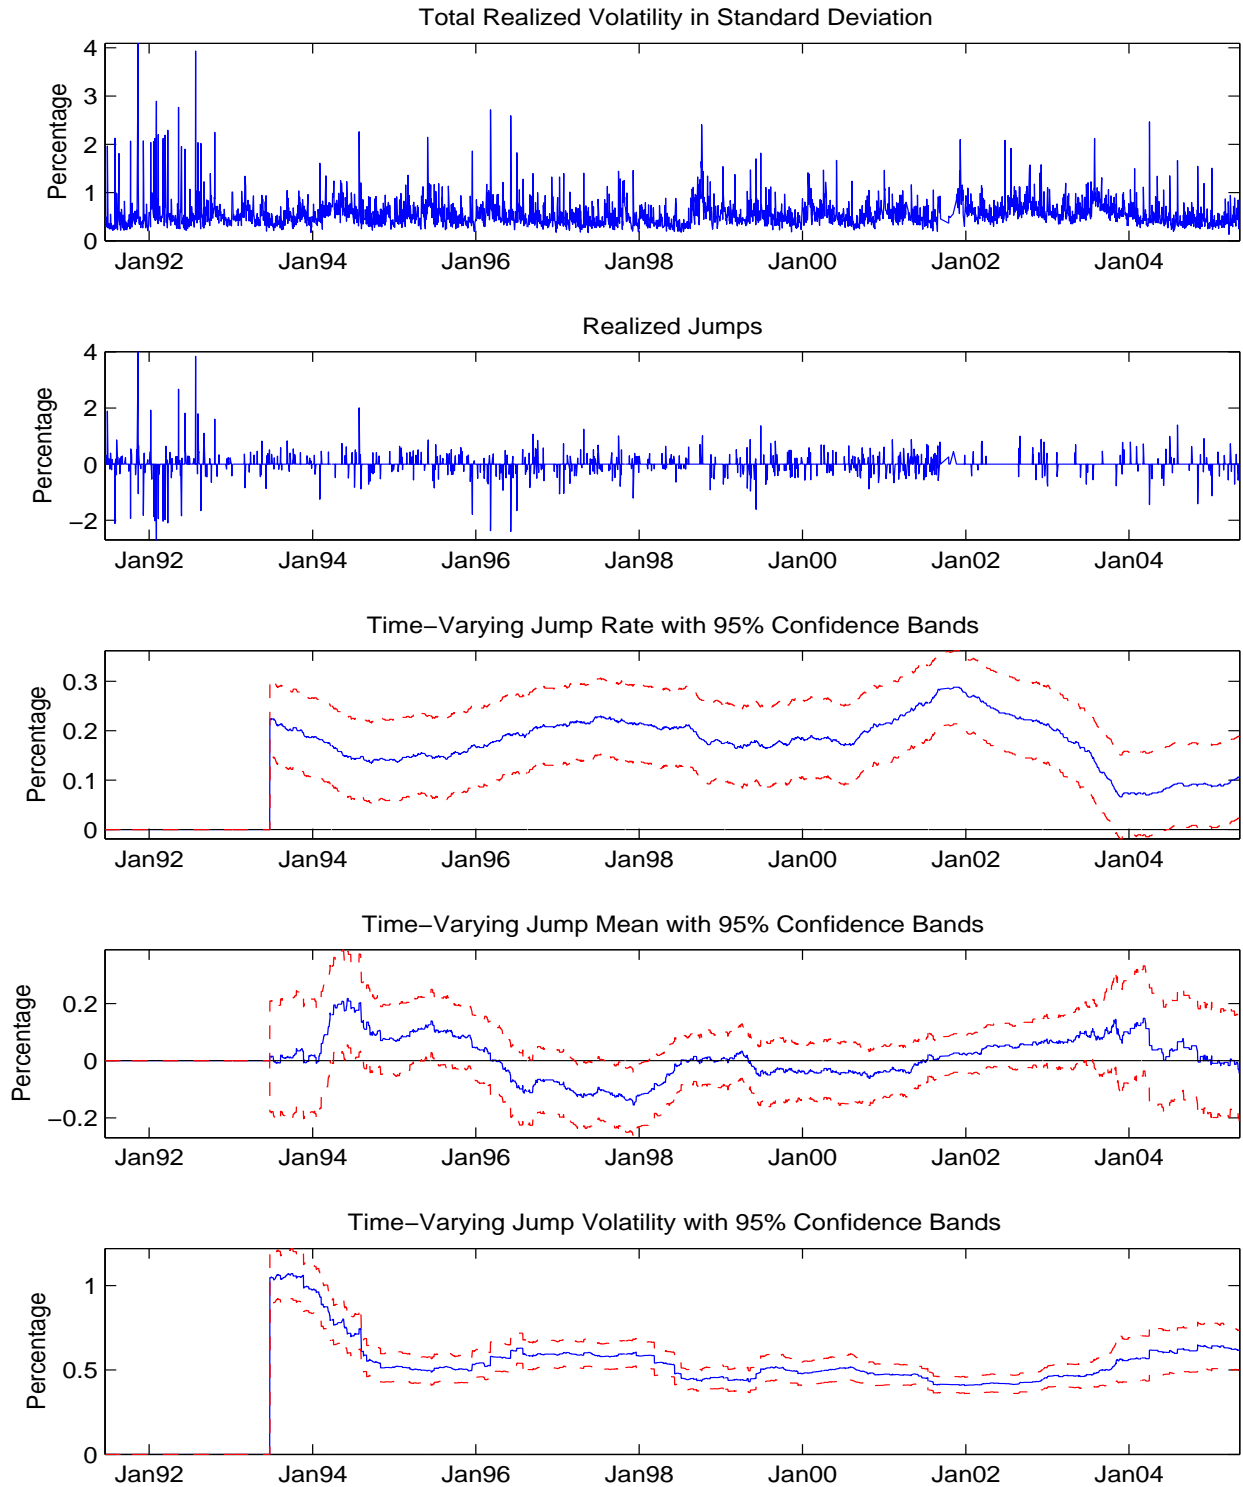 Total Realized Volatility in Standard Deviation
Percentage
4
3
2
1
0
Jan92 Jan94 Jan96 Jan98 Jan00 Jan02 Jan04
Realized Jumps
Percentage
4
2
0
−2
Jan92 Jan94 Jan96 Jan98 Jan00 Jan02 Jan04
Time−Varying Jump Rate with 95% Confidence Bands
Percentage
0.3
0.2
0.1
0
Jan92 Jan94 Jan96 Jan98 Jan00 Jan02 Jan04
Time−Varying Jump Mean with 95% Confidence Bands
Percentage
0.2
0
−0.2
Jan92 Jan94 Jan96 Jan98 Jan00 Jan02 Jan04
Time−Varying Jump Volatility with 95% Confidence Bands
Percentage
1
0.5
0
Jan92 Jan94 Jan96 Jan98 Jan00 Jan02 Jan04